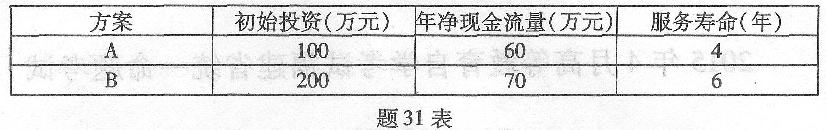 方案 初始投资(万元) 年净现金流量(万元) 服务寿命(年)
A 100 60 4
B 200 70 6
题31表